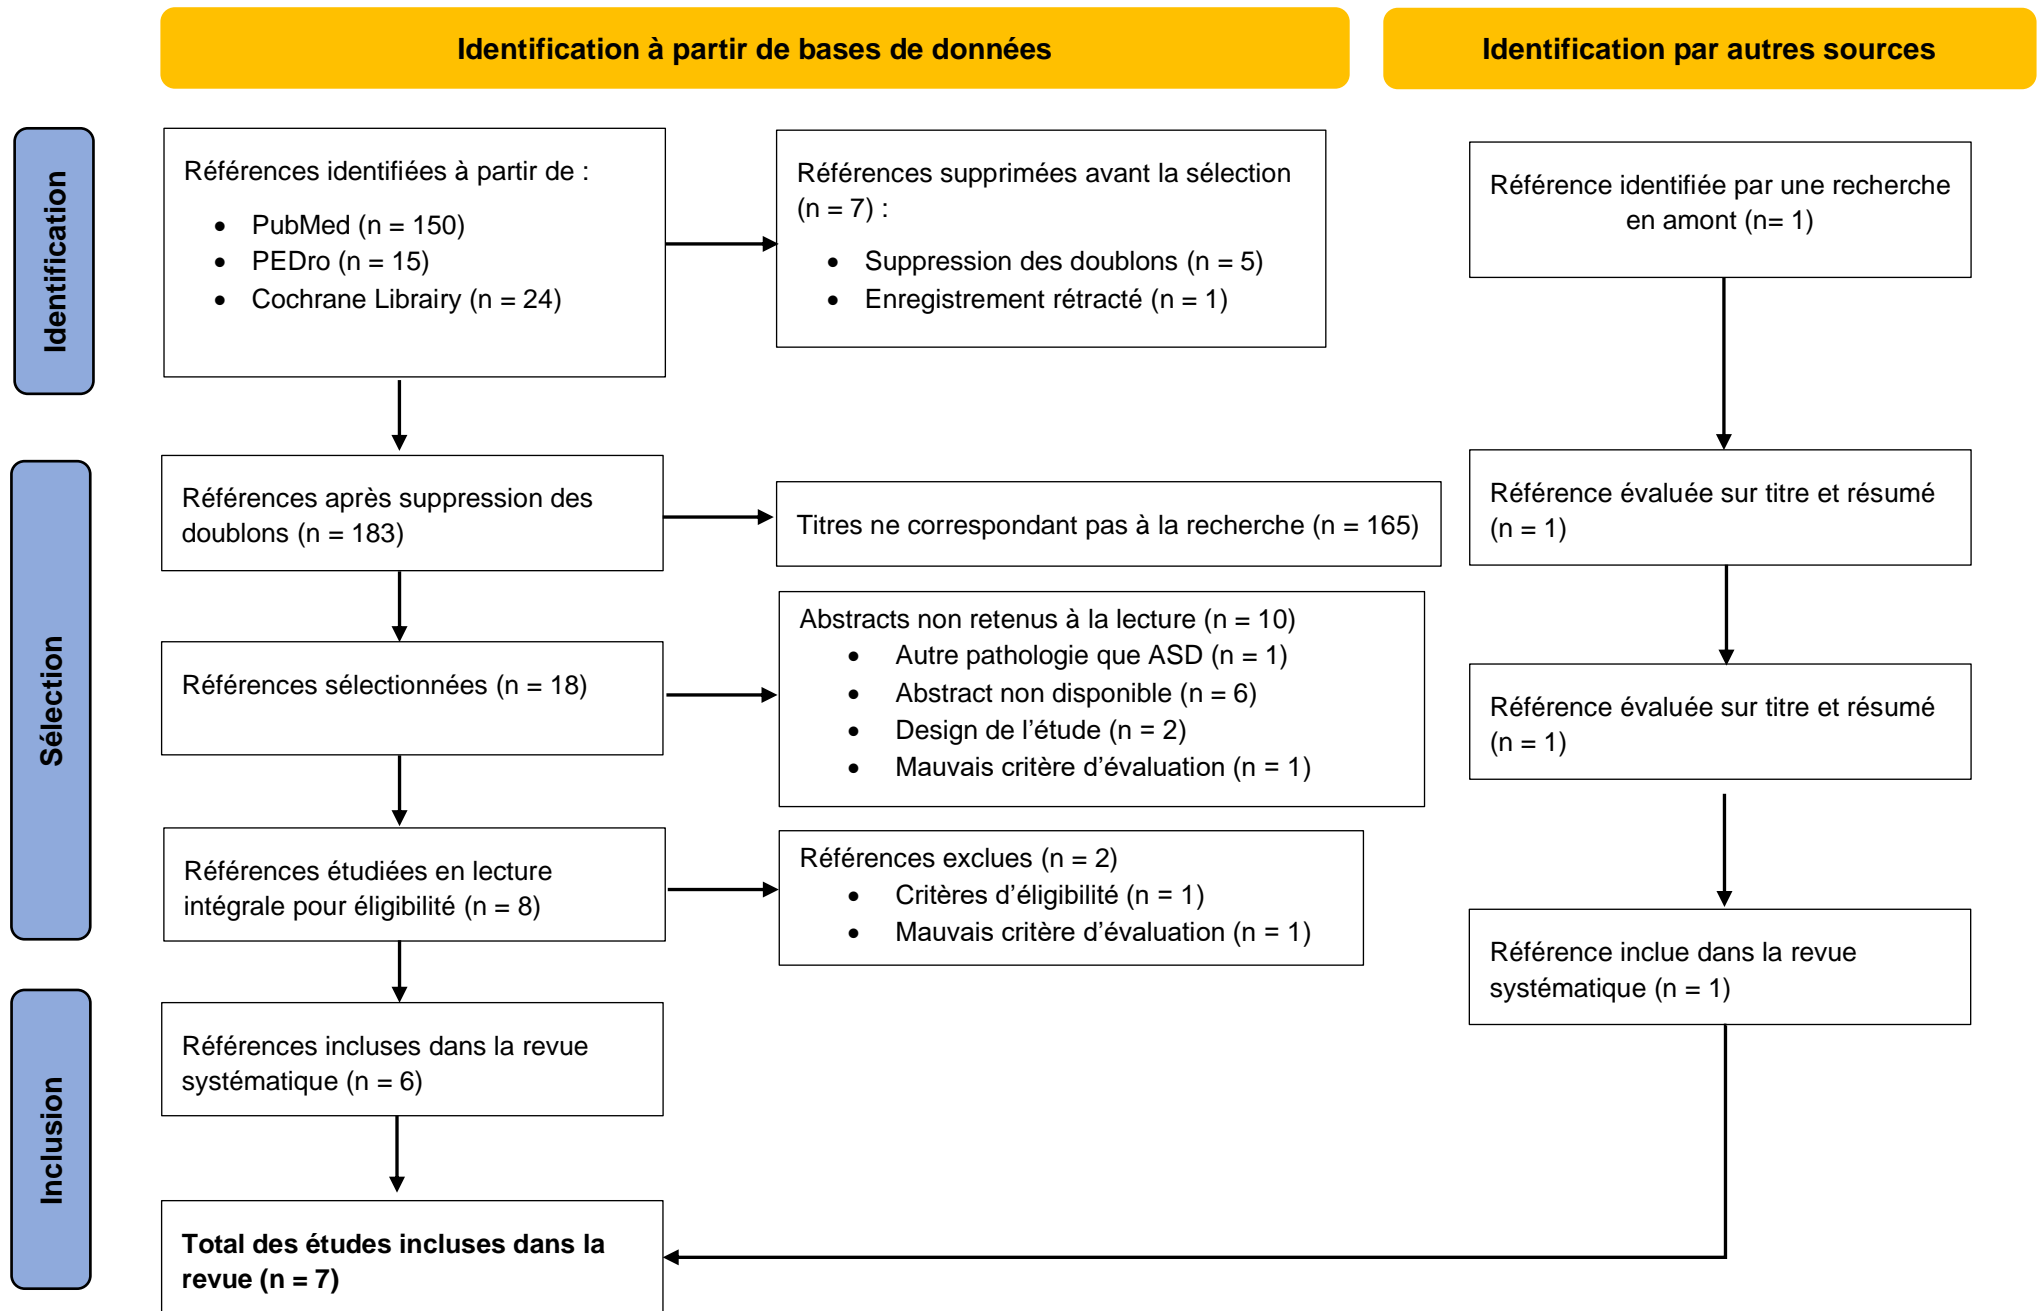 Identification à partir de bases de données
Identification par autres sources
Identification
Références identifiées à partir de :
• PubMed (n = 150)
• PEDro (n = 15)
• Cochrane Librairy (n = 24)
Références supprimées avant la sélection
(n = 7) :
• Suppression des doublons (n = 5)
• Enregistrement rétracté (n = 1)
Référence identifiée par une recherche
en amont (n= 1)
Sélection
Références après suppression des
doublons (n = 183)
Titres ne correspondant pas à la recherche (n = 165)
Référence évaluée sur titre et résumé
(n = 1)
Références sélectionnées (n = 18)
Abstracts non retenus à la lecture (n = 10)
• Autre pathologie que ASD (n = 1)
• Abstract non disponible (n = 6)
• Design de l’étude (n = 2)
• Mauvais critère d’évaluation (n = 1)
Référence évaluée sur titre et résumé
(n = 1)
Références étudiées en lecture
intégrale pour éligibilité (n = 8)
Références exclues (n = 2)
• Critères d’éligibilité (n = 1)
• Mauvais critère d’évaluation (n = 1)
Référence inclue dans la revue
systématique (n = 1)
Inclusion
Références incluses dans la revue
systématique (n = 6)
Total des études incluses dans la
revue (n = 7)